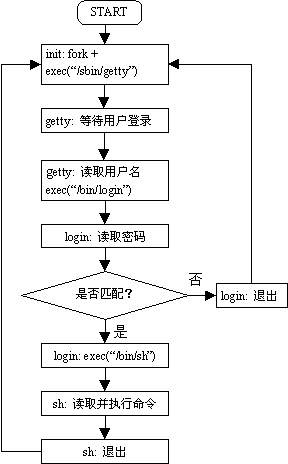 START
init: fork +
exec(“/sbin/getty”)
getty: 等待用户登录
getty: 读取用户名
exec(“/bin/login”)
login: 读取密码
是否匹配？
否
login: 退出
是
login: exec(“/bin/sh”)
sh: 读取并执行命令
sh: 退出